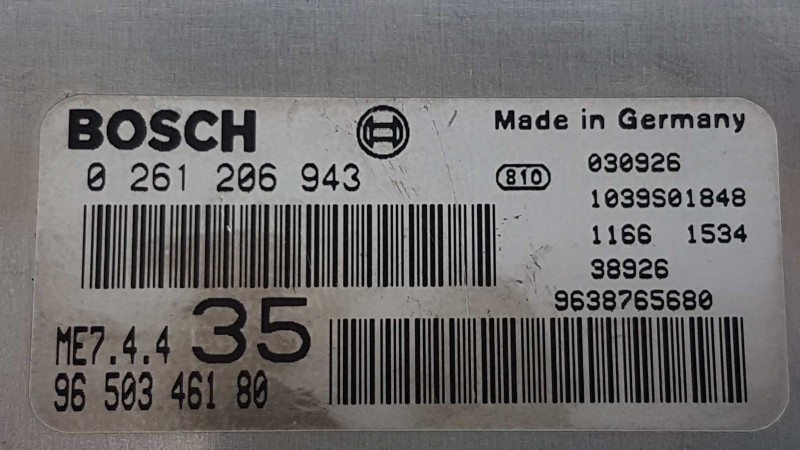 BOSCH
0 261 206 943
Made in Germany
810
030926
1039S01848
1166 1534
38926
9638765680
ME7.4.4 35
96 503 461 80